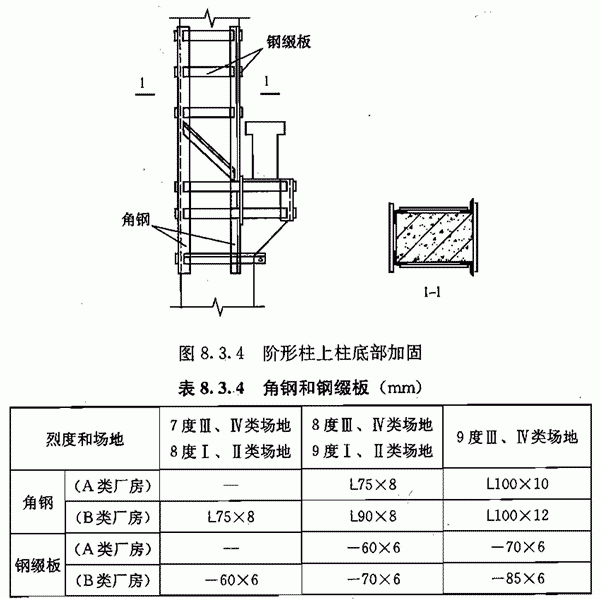 钢缀板
1
1
角钢
1-1
图 8.3.4 阶形柱上柱底部加固
表 8.3.4 角钢和钢缀板（mm）
烈度和场地
7度Ⅲ、Ⅳ类场地
8度Ⅰ、Ⅱ类场地
8度Ⅲ、Ⅳ类场地
9度Ⅰ、Ⅱ类场地
9度Ⅲ、Ⅳ类场地
角钢
（A类厂房） — L75×8 L100×10
（B类厂房） L75×8 L90×8 L100×12
钢缀板
（A类厂房） -- －60×6 －70×6
（B类厂房） －60×6 －70×6 －85×6